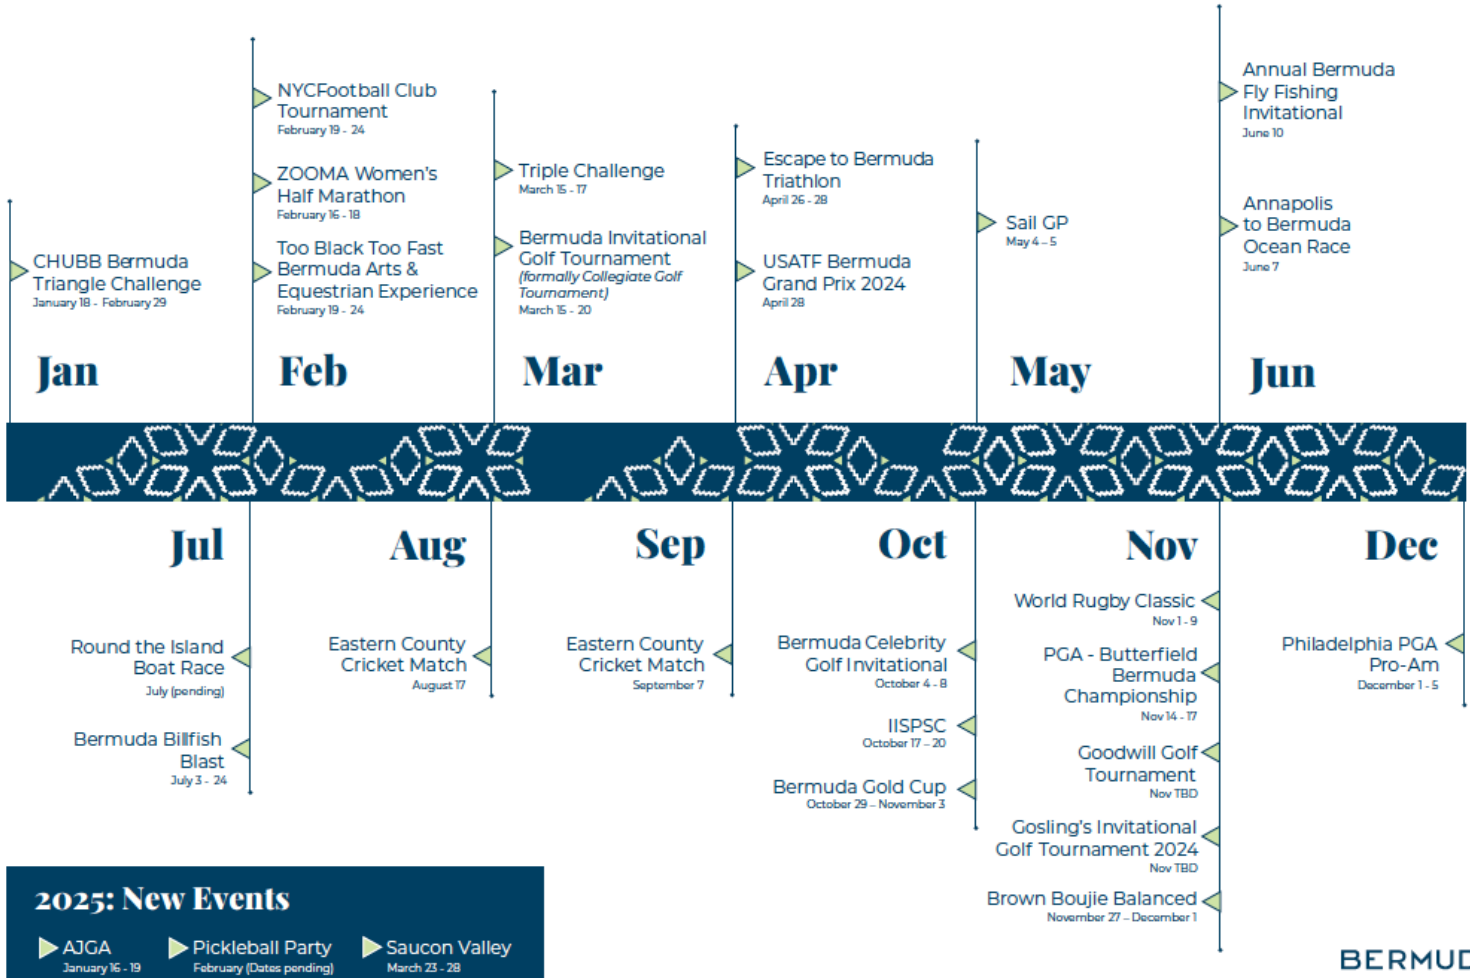 CHUBB Bermuda
Triangle Challenge
January 18 - February 29
Jan
NYCFootball Club
Tournament
February 19 - 24
ZOOMA Women's
Half Marathon
February 16 - 18
Too Black Too Fast
Bermuda Arts &
Equestrian Experience
February 19 - 24
Feb
Triple Challenge
March 15 - 17
Bermuda Invitational
Golf Tournament
(formally Collegiate Golf
Tournament)
March 15 - 20
Mar
Escape to Bermuda
Triathlon
April 26 - 28
USATF Bermuda
Grand Prix 2024
April 28
Apr
Sail GP
May 4 – 5
May
Annual Bermuda
Fly Fishing
Invitational
June 10
Annapolis
to Bermuda
Ocean Race
June 7
Jun
Jul
Round the Island
Boat Race
July (pending)
Bermuda Billfish
Blast
July 3 - 24
Aug
Eastern County
Cricket Match
August 17
Sep
Eastern County
Cricket Match
September 7
Oct
Bermuda Celebrity
Golf Invitational
October 4 - 8
IISPSC
October 17 – 20
Bermuda Gold Cup
October 29 – November 3
Nov
World Rugby Classic
Nov 1 - 9
PGA - Butterfield
Bermuda
Championship
Nov 14 - 17
Goodwill Golf
Tournament
Nov TBD
Gosling's Invitational
Golf Tournament 2024
Nov TBD
Brown Boujie Balanced
November 27 – December 1
Dec
Philadelphia PGA
Pro-Am
December 1 - 5
2025: New Events
AJGA
January 16 - 19
Pickleball Party
February (Dates pending)
Saucon Valley
March 23 - 28
BERMUD